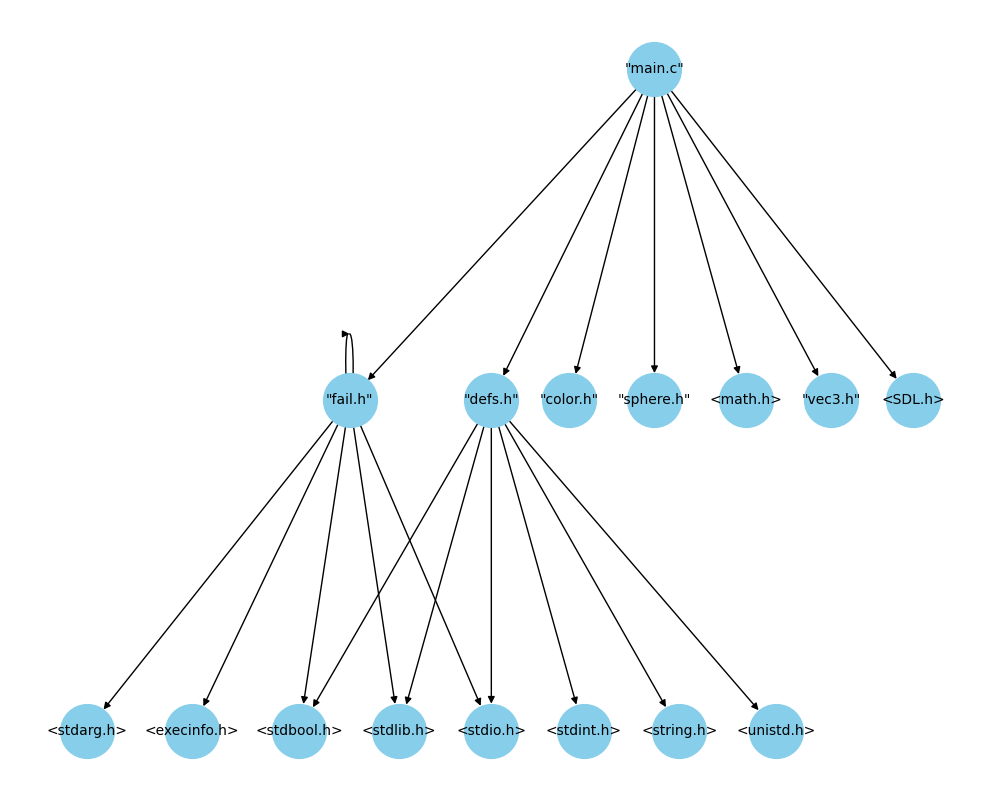 "main.c"
"fail.h"
"defs.h"
"color.h"
"sphere.h"
<math.h>
"vec3.h"
<SDL.h>
<stdarg.h>
<execinfo.h>
<stdbool.h>
<stdlib.h>
<stdio.h>
<stdint.h>
<string.h>
<unistd.h>